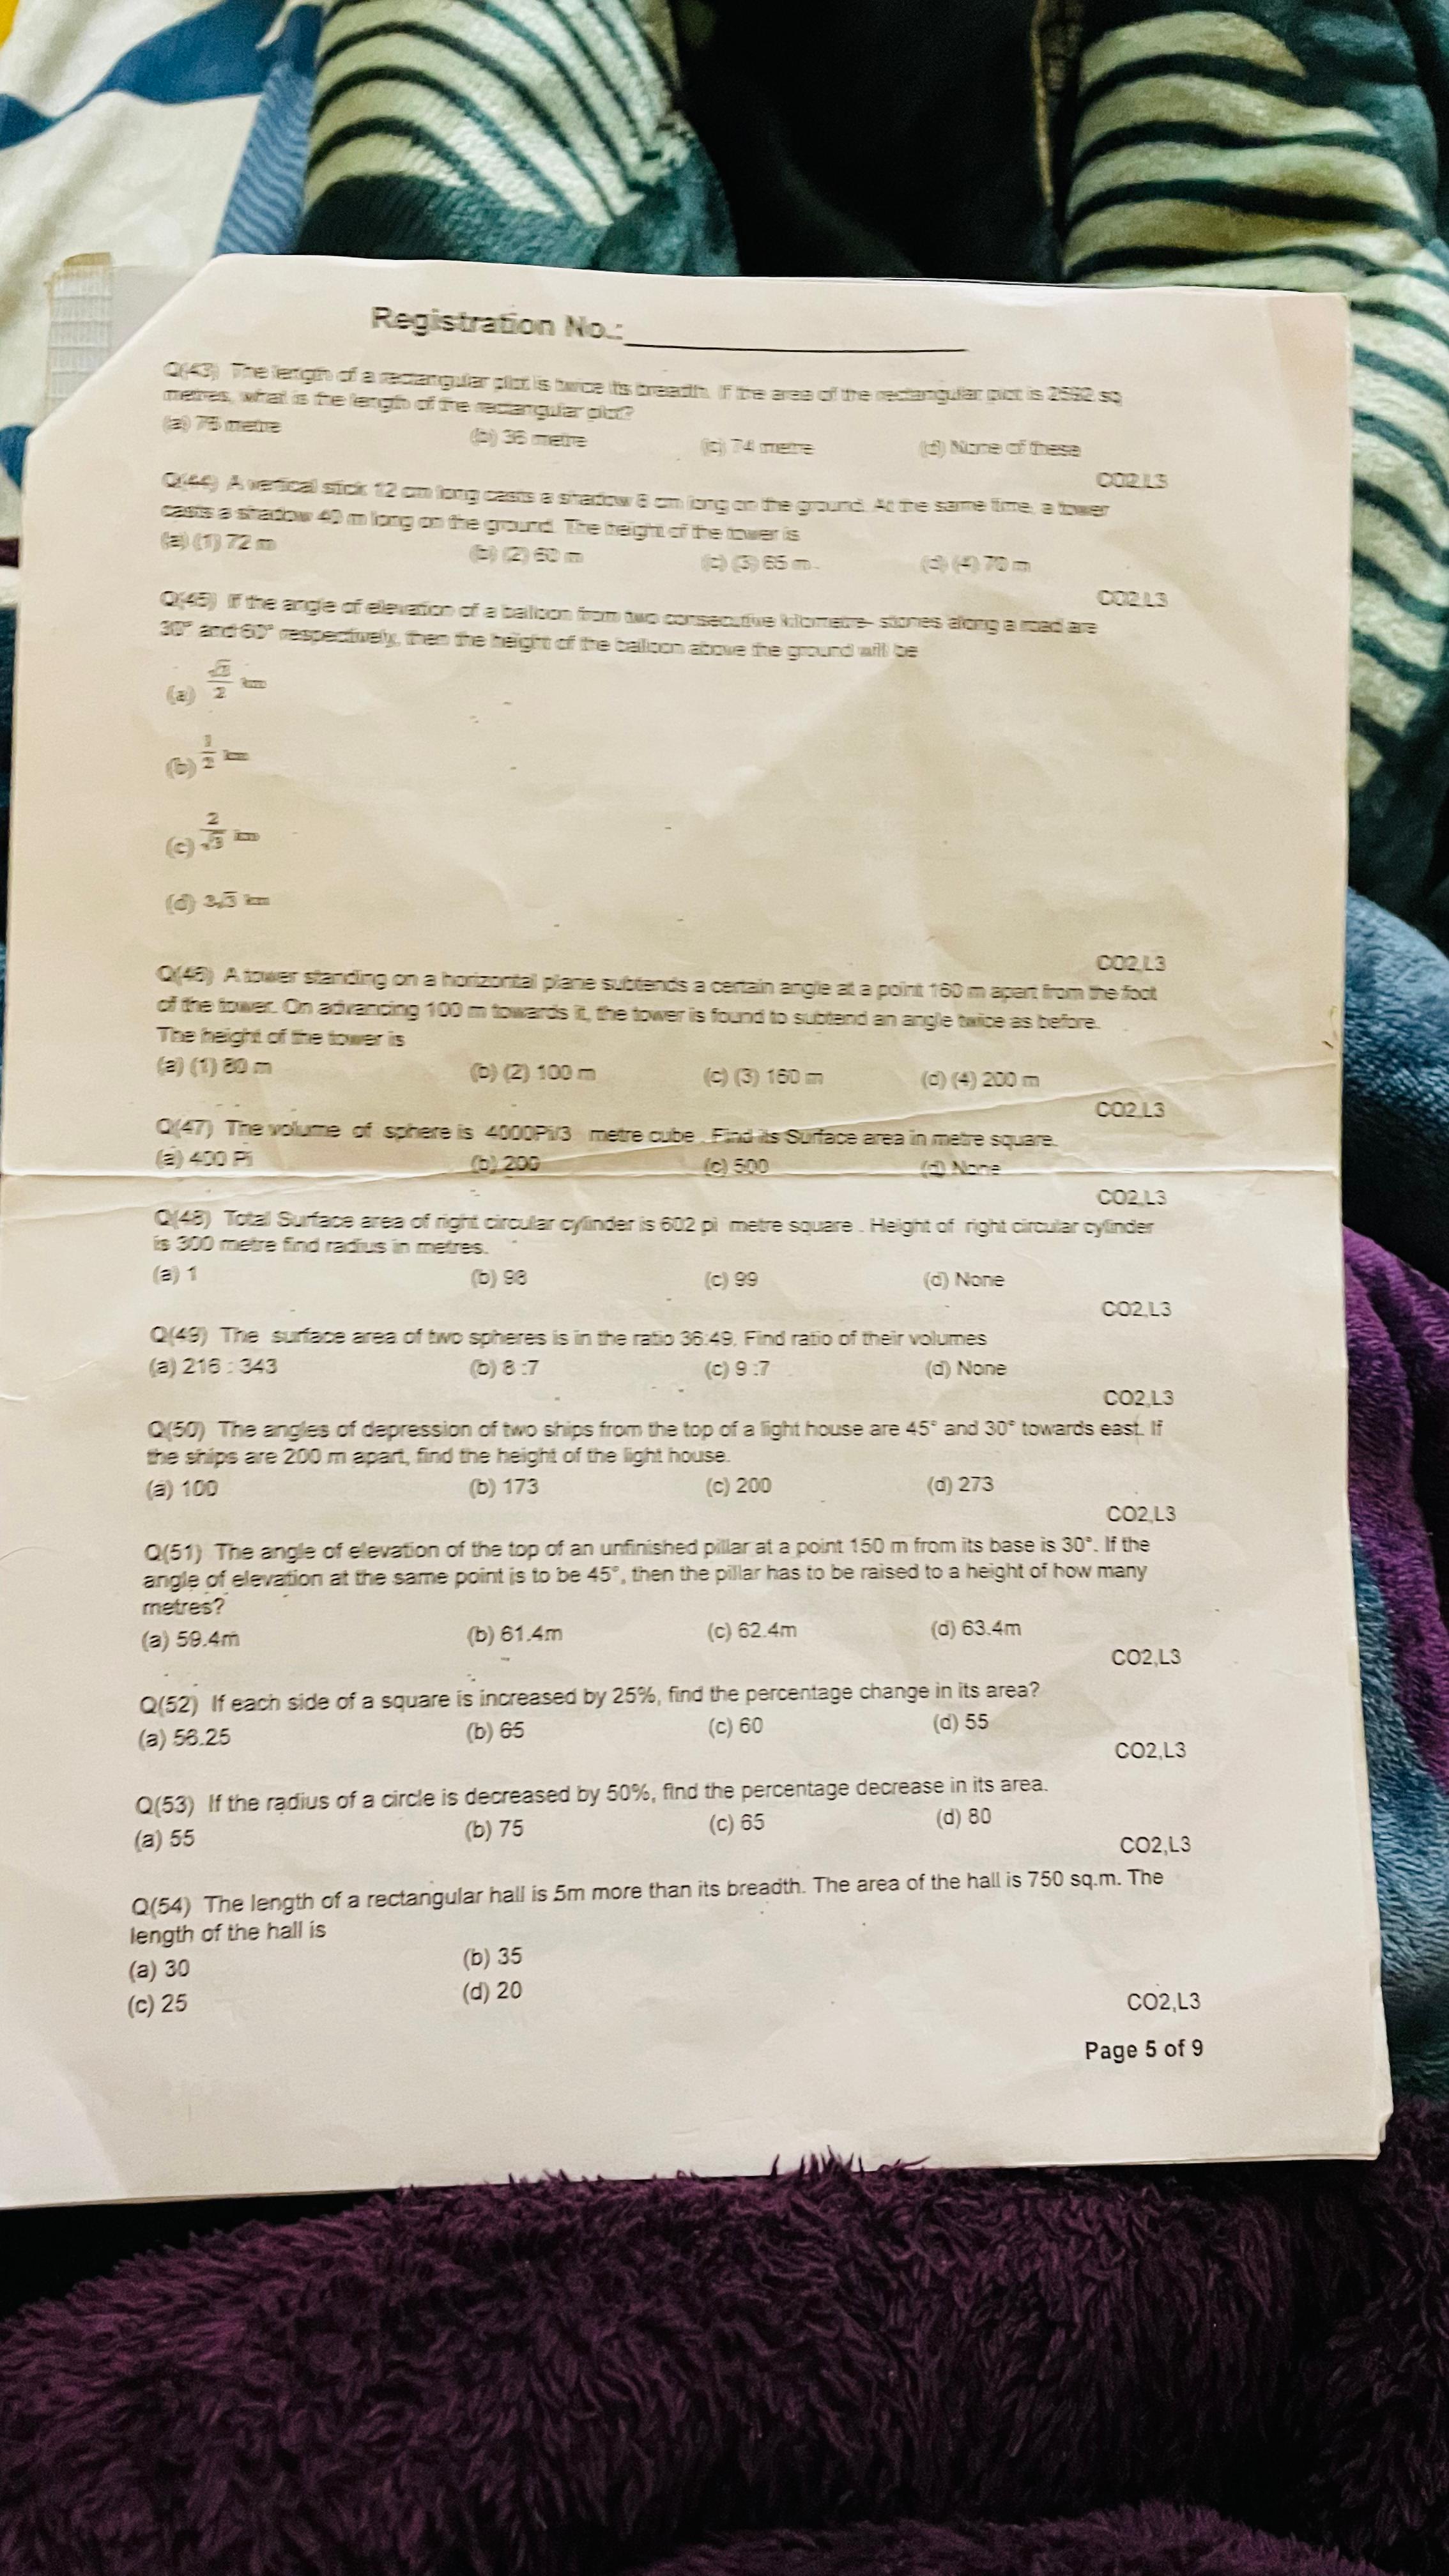 Registration No.:
Q(43) The length of a rectangular plot is twice its breadth. If the area of the rectangular plot is 2592 sq
metres, what is the length of the rectangular plot?
(a) 76 metre (b) 36 metre (c) 74 metre (d) None of these
CO2,L3
Q(44) A vertical stick 12 cm long casts a shadow 8 cm long on the ground. At the same time, a tower
casts a shadow 40 m long on the ground. The height of the tower is
(a) (1) 72 m (b) (2) 60 m (c) (3) 65 m (d) (4) 70 m
CO2,L3
Q(45) If the angle of elevation of a balloon from two consecutive kilometre- stones along a road are
30° and 60° respectively, then the height of the balloon above the ground will be
(a) √3/2 km
(b) 1/2 km
(c) 2/√3 km
(d) 3√3 km
CO2,L3
Q(46) A tower standing on a horizontal plane subtends a certain angle at a point 160 m apart from the foot
of the tower. On advancing 100 m towards it, the tower is found to subtend an angle twice as before.
The height of the tower is
(a) (1) 80 m (b) (2) 100 m (c) (3) 160 m (d) (4) 200 m
CO2,L3
Q(47) The volume of sphere is 4000Pi/3 metre cube . Find its Surface area in metre square.
(a) 400 Pi (b) 200 (c) 500 (d) None
CO2,L3
Q(48) Total Surface area of right circular cylinder is 602 pi metre square . Height of right circular cylinder
is 300 metre find radius in metres.
(a) 1 (b) 98 (c) 99 (d) None
CO2,L3
Q(49) The surface area of two spheres is in the ratio 36:49. Find ratio of their volumes
(a) 216 : 343 (b) 8 :7 (c) 9 :7 (d) None
CO2,L3
Q(50) The angles of depression of two ships from the top of a light house are 45° and 30° towards east. If
the ships are 200 m apart, find the height of the light house.
(a) 100 (b) 173 (c) 200 (d) 273
CO2,L3
Q(51) The angle of elevation of the top of an unfinished pillar at a point 150 m from its base is 30°. If the
angle of elevation at the same point is to be 45°, then the pillar has to be raised to a height of how many
metres?
(a) 59.4m (b) 61.4m (c) 62.4m (d) 63.4m
CO2,L3
Q(52) If each side of a square is increased by 25%, find the percentage change in its area?
(a) 56.25 (b) 65 (c) 60 (d) 55
CO2,L3
Q(53) If the radius of a circle is decreased by 50%, find the percentage decrease in its area.
(a) 55 (b) 75 (c) 65 (d) 80
CO2,L3
Q(54) The length of a rectangular hall is 5m more than its breadth. The area of the hall is 750 sq.m. The
length of the hall is
(a) 30 (b) 35
(c) 25 (d) 20
CO2,L3
Page 5 of 9